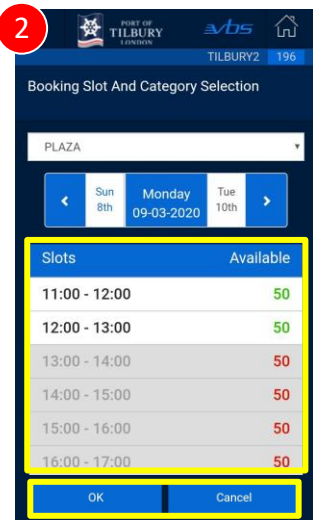 2
PORT OF
TILBURY
LONDON
vbs
TILBURY2 196
Booking Slot And Category Selection
PLAZA
Sun Monday Tue
8th 09-03-2020 10th
Slots Available
11:00 - 12:00 50
12:00 - 13:00 50
13:00 - 14:00 50
14:00 - 15:00 50
15:00 - 16:00 50
16:00 - 17:00 50
OK Cancel